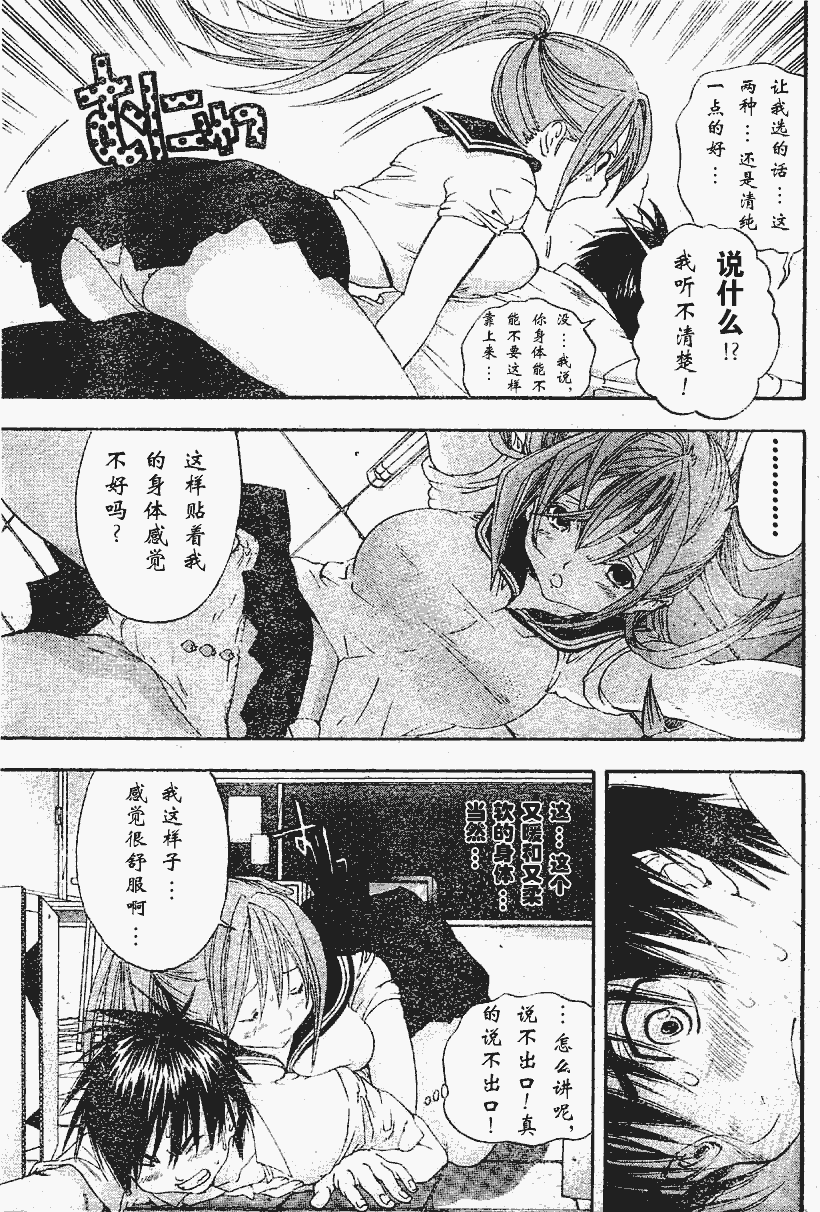 让我选的话…这
两种…还是清纯
一点的好…
说什么!?
我听不清楚!
没…我说,
你身体能不
能不要这样
靠上来…
むにゅっ
…………
这样贴着我
的身体感觉
不好吗?
这…这个
又暖和又柔
软的身体…
当然…
我这样子…
感觉很舒服啊…
…怎么讲呢,
说不出口!真
的说不出口!